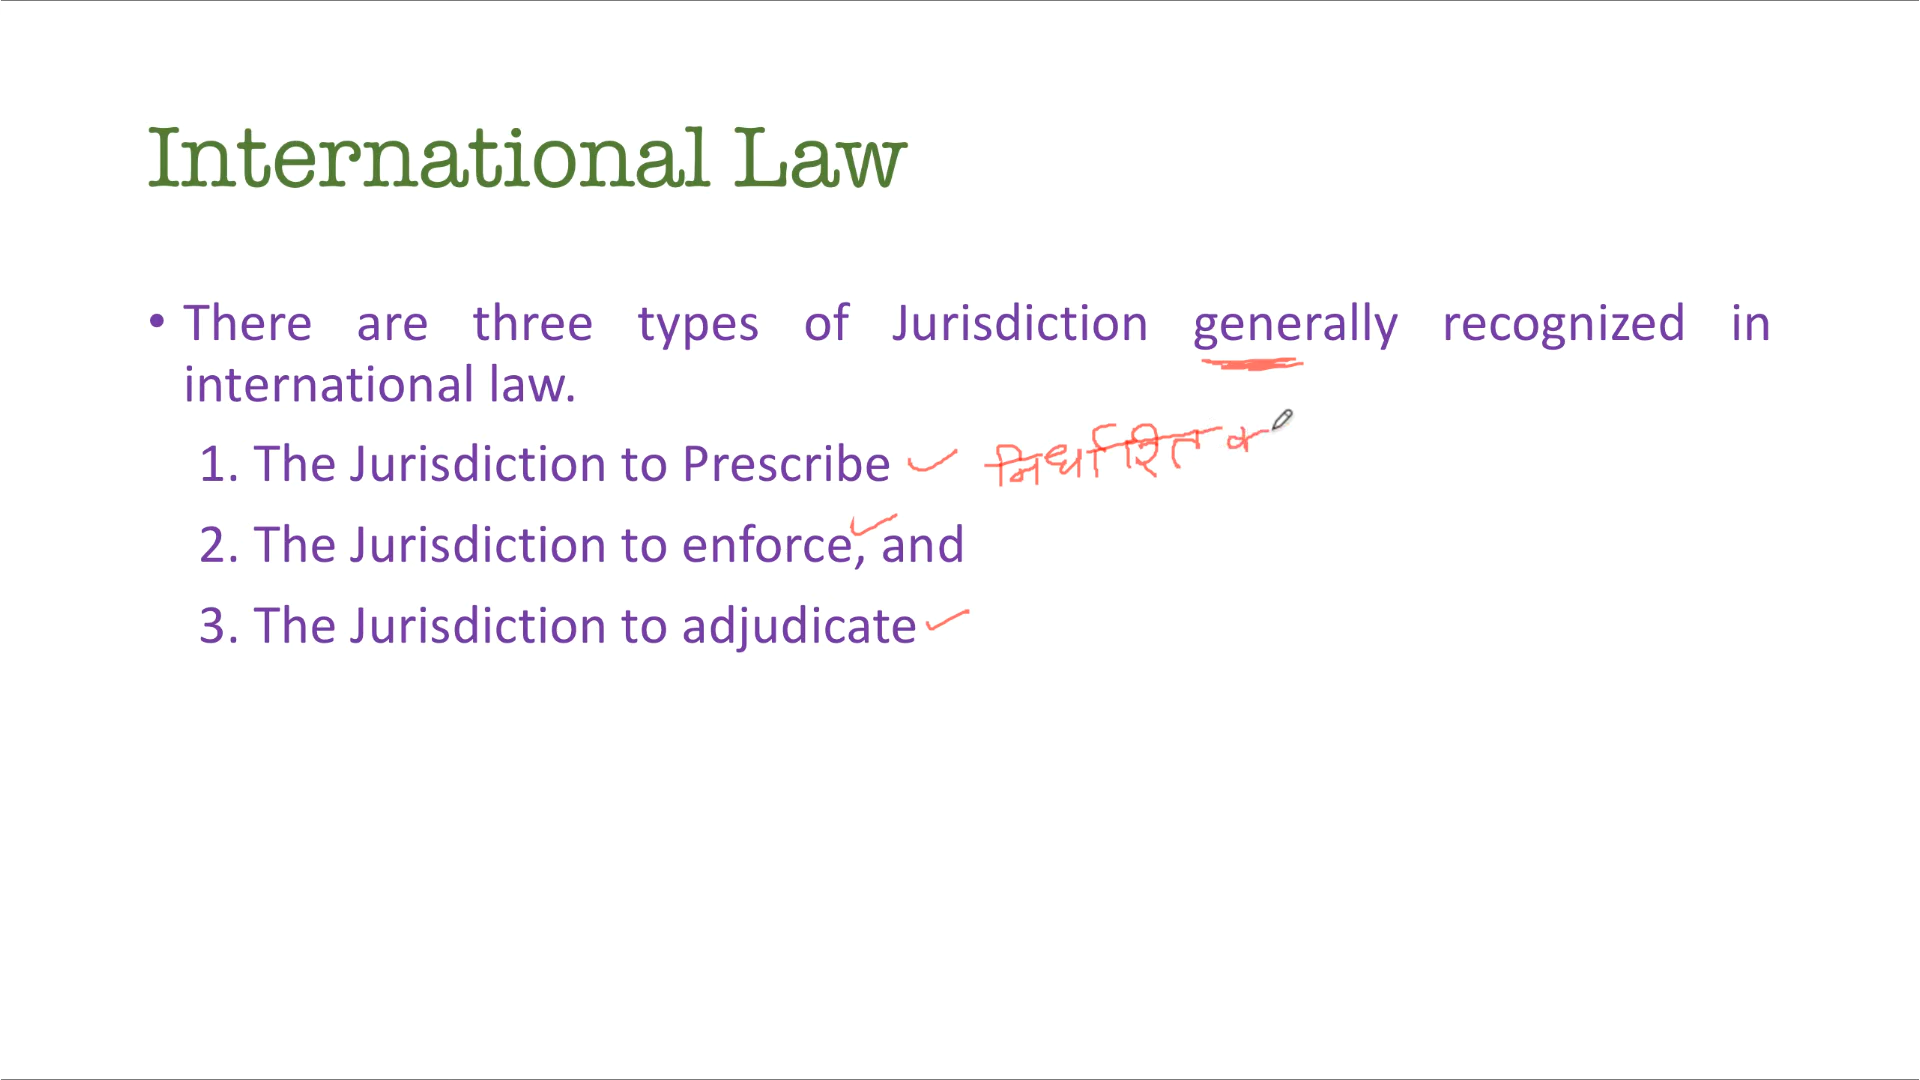 International Law
• There are three types of Jurisdiction generally recognized in
international law.
1. The Jurisdiction to Prescribe निर्धारित क
2. The Jurisdiction to enforce, and
3. The Jurisdiction to adjudicate